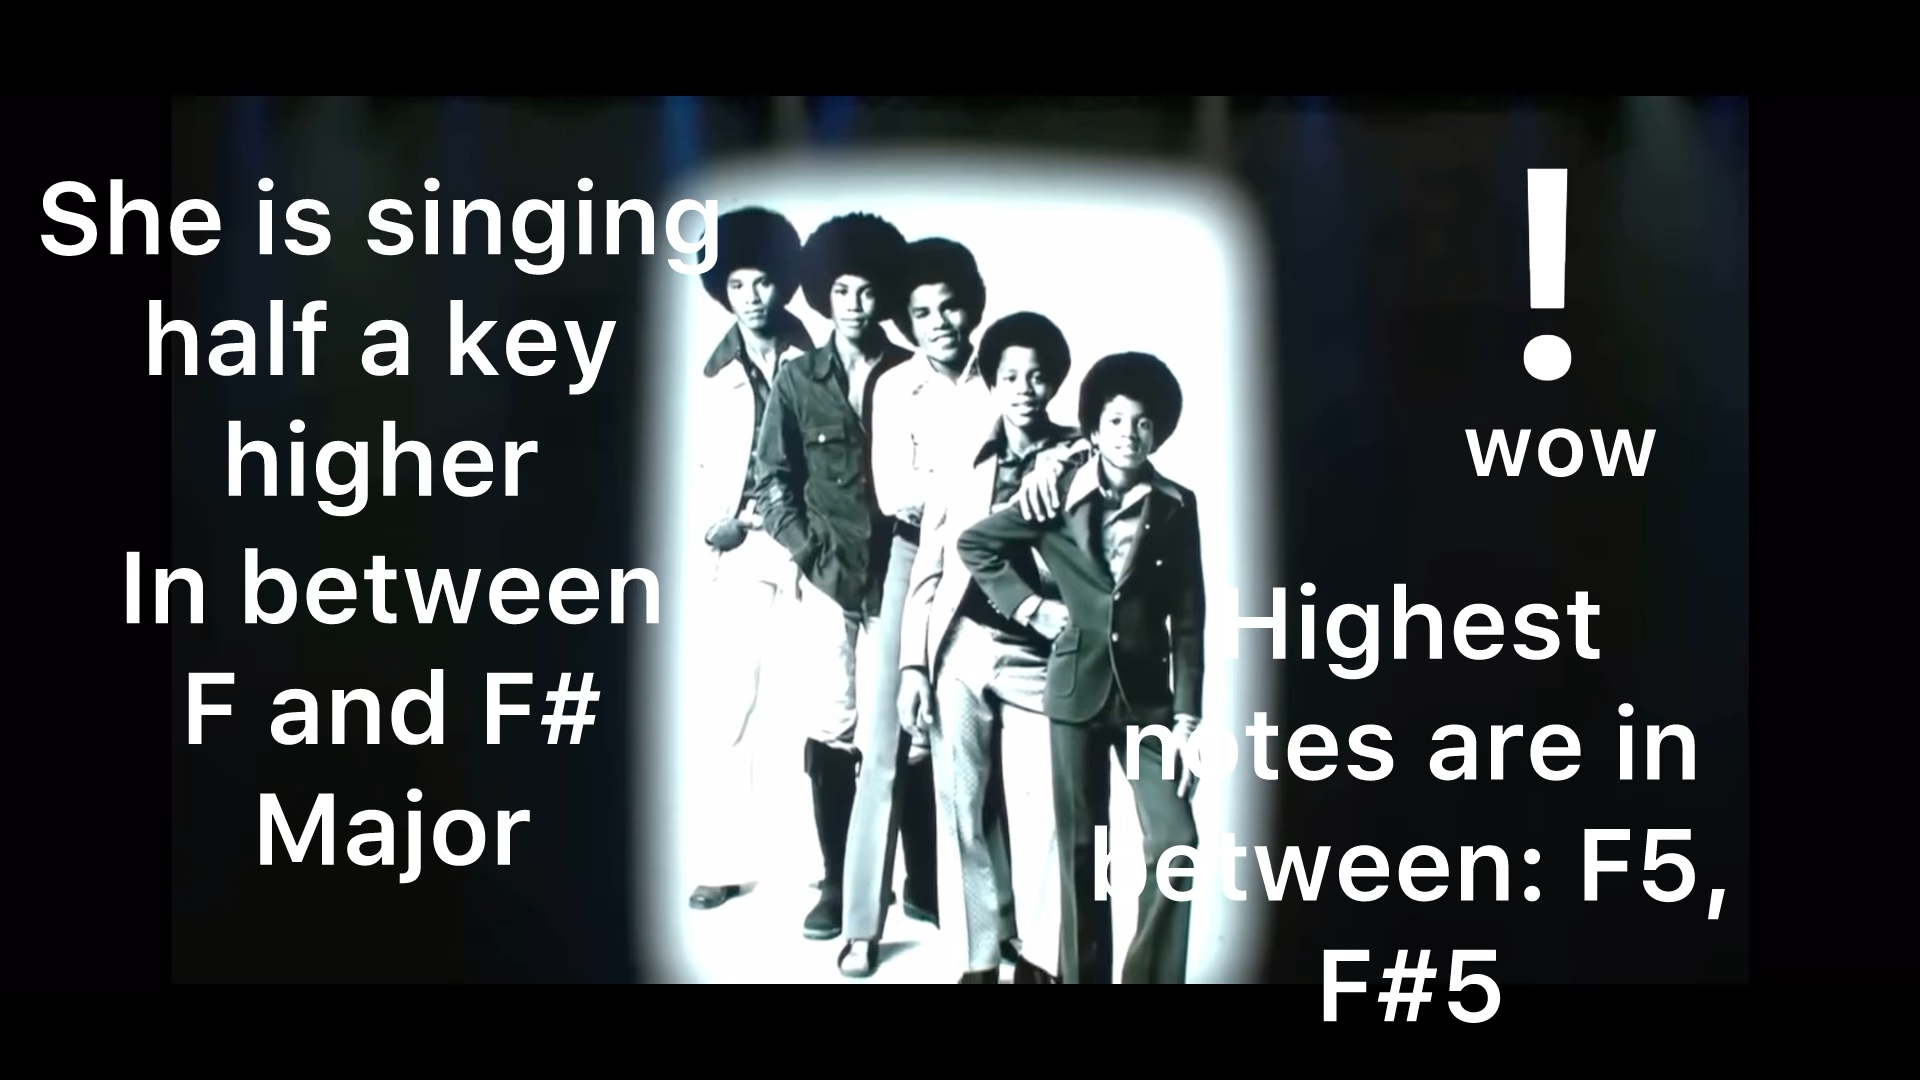 She is singing
half a key
higher
In between
F and F#
Major
!
wow
Highest
notes are in
between: F5,
F#5